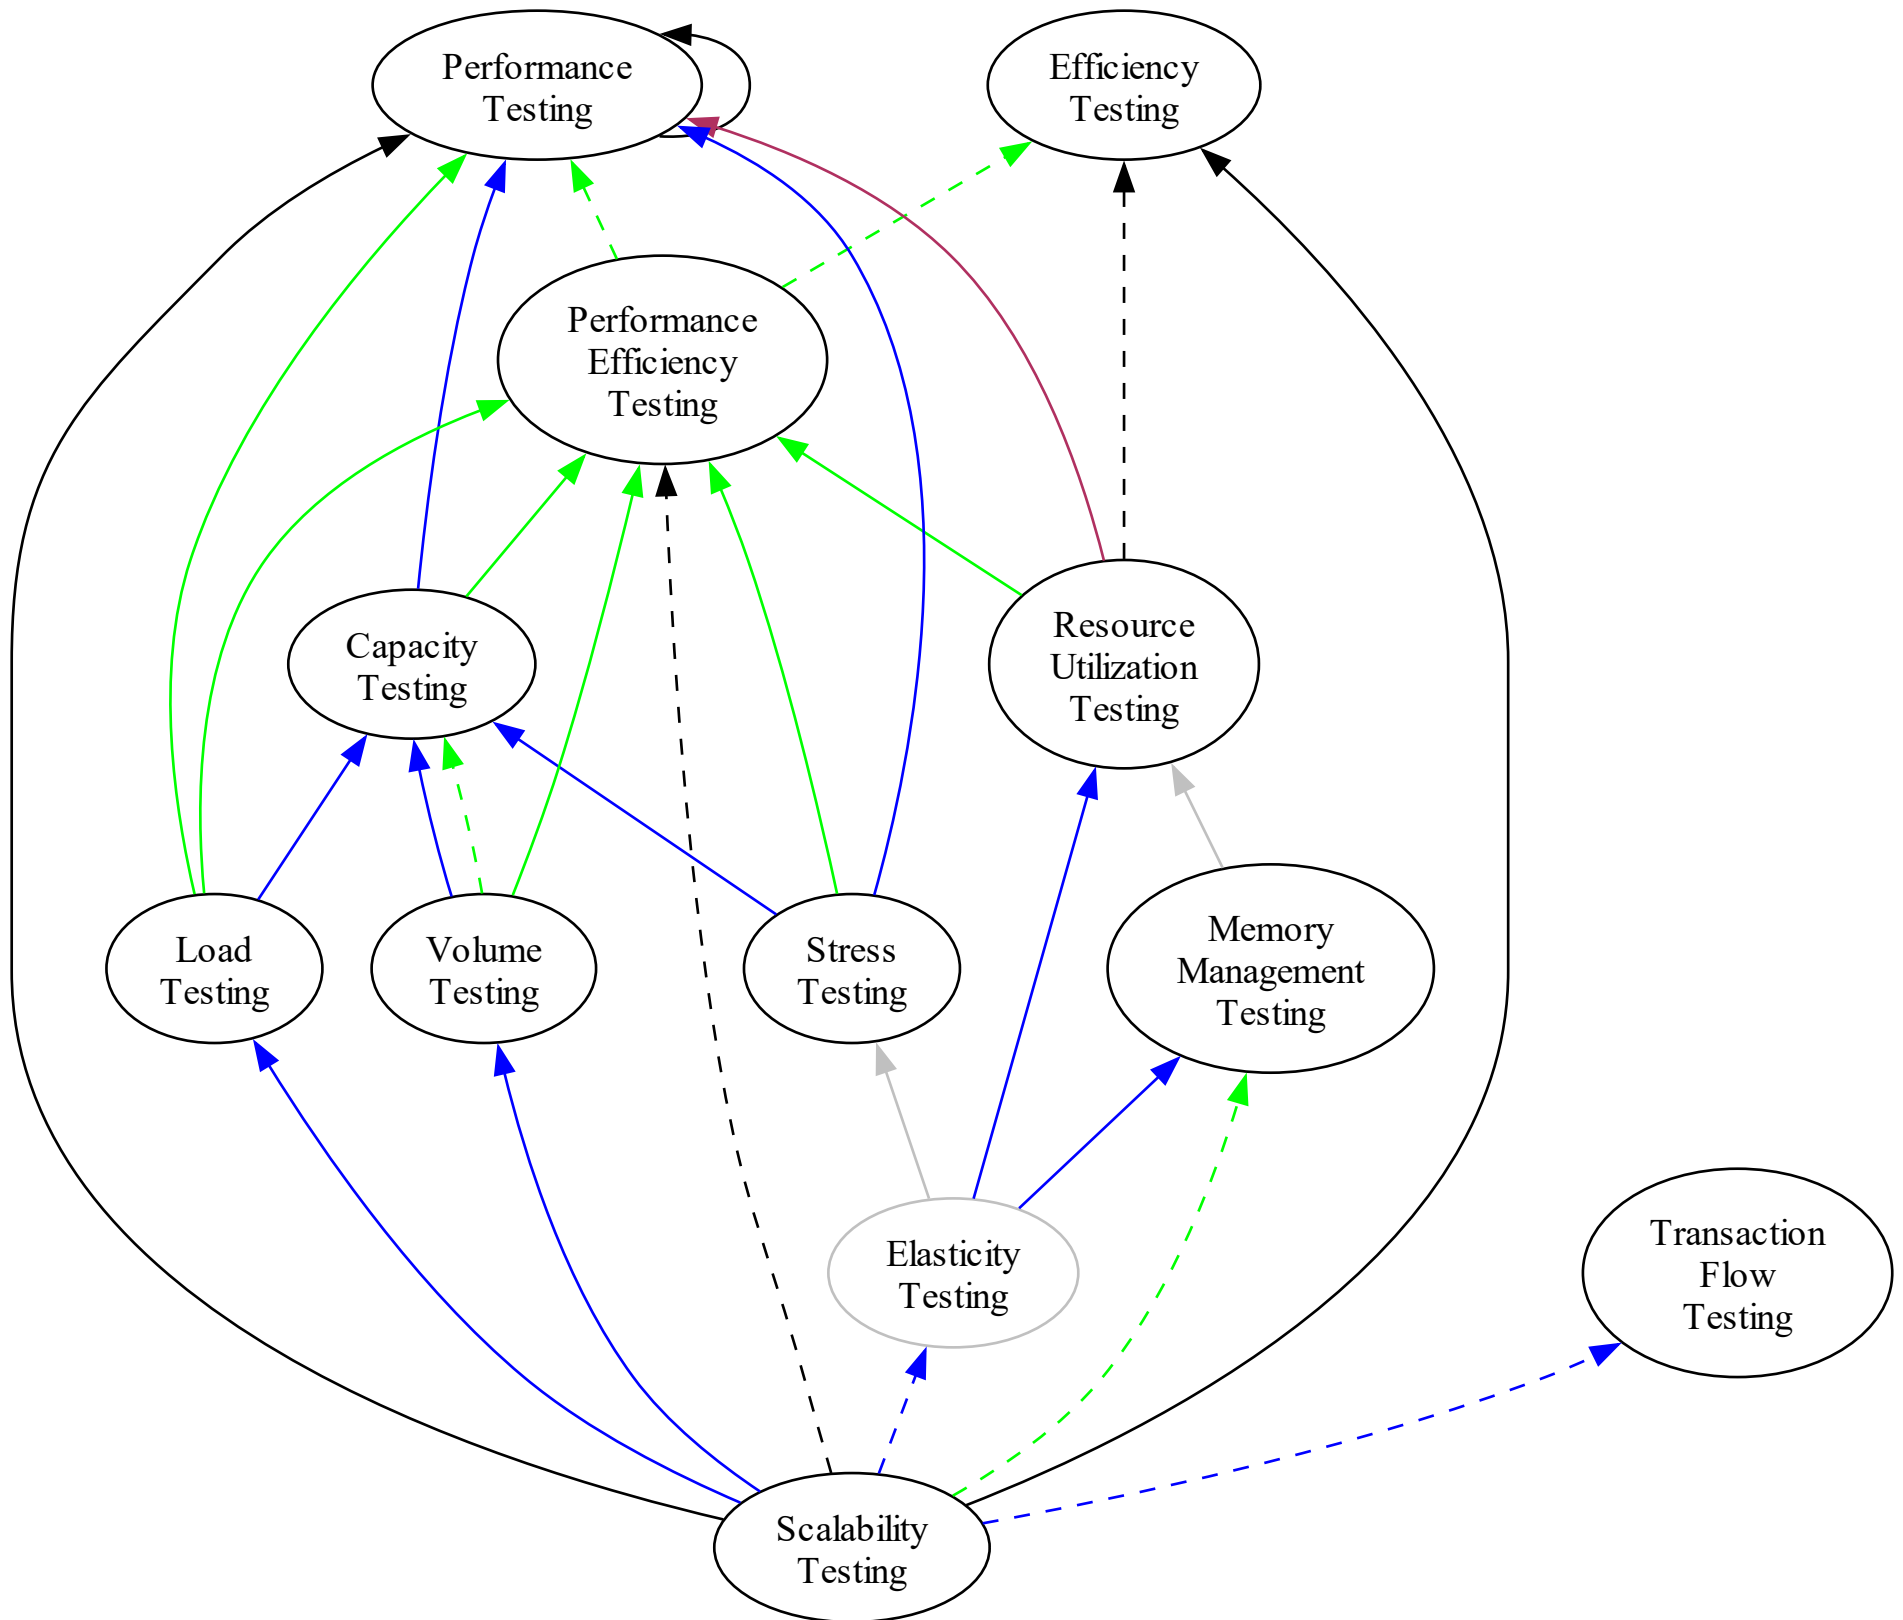 Performance
Testing
Efficiency
Testing
Performance
Efficiency
Testing
Capacity
Testing
Resource
Utilization
Testing
Load
Testing
Volume
Testing
Stress
Testing
Memory
Management
Testing
Elasticity
Testing
Transaction
Flow
Testing
Scalability
Testing